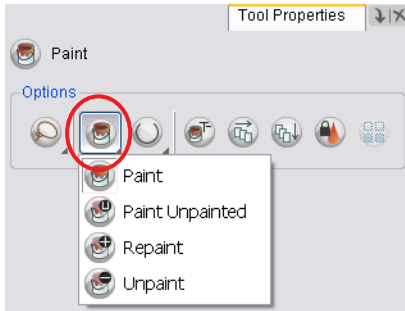 Tool Properties
Paint
Options
Paint
Paint Unpainted
Repaint
Unpaint